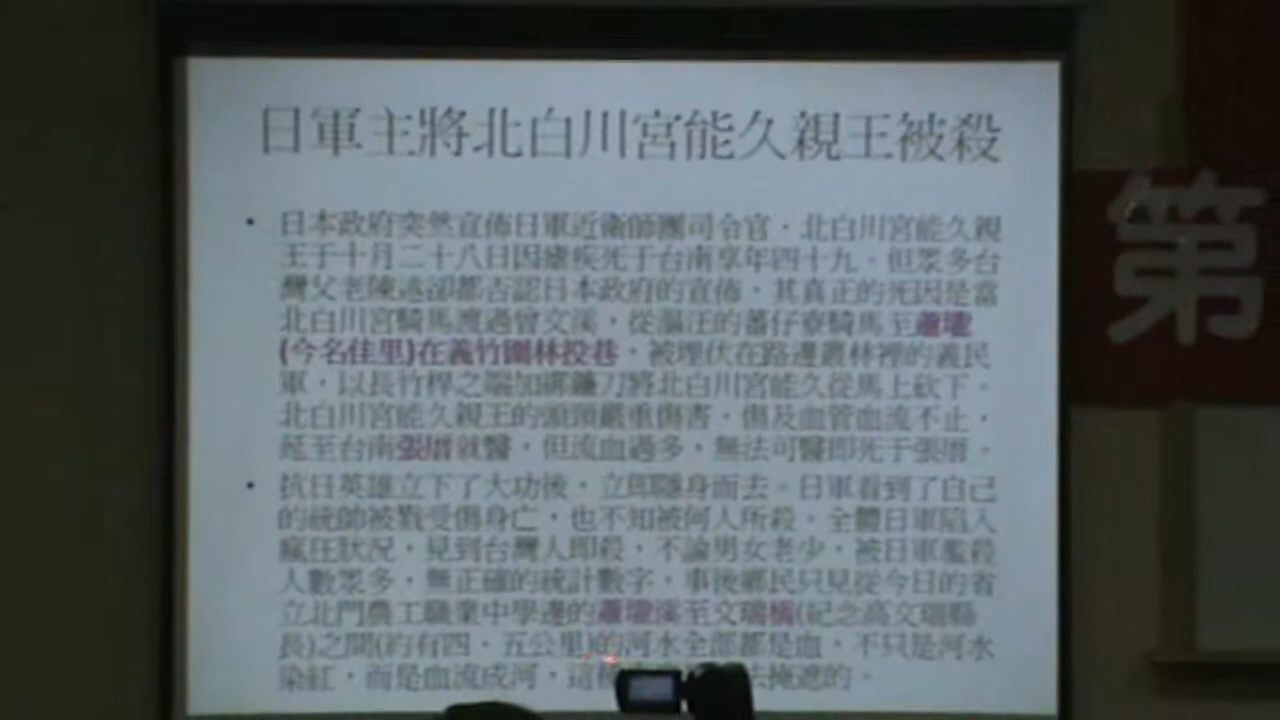 日軍主將北白川宮能久親王被殺
• 日本政府突然宣佈日軍近衛師團司令官，北白川宮能久親
王于十月二十八日因瘧疾死于台南享年四十九、但眾多台
灣父老陳述卻都否認日本政府的宣佈，其真正的死因是當
北白川宮騎馬渡過曾文溪，從漚汪的蕃仔寮騎馬至蕭壠
(今名佳里)在義竹圍林投巷，被埋伏在路邊叢林裡的義民
軍，以長竹桿之端加綁鐮刀將北白川宮能久從馬上砍下。
北白川宮能久親王的頭頸嚴重傷害，傷及血管血流不止，
延至台南張厝就醫，但流血過多，無法可醫即死于張厝。
• 抗日英雄立下了大功後，立即隱身而去。日軍看到了自己
的統帥被戳受傷身亡，也不知被何人所殺。全體日軍陷入
瘋狂狀況，見到台灣人即殺，不論男女老少，被日軍濫殺
人數眾多，無正確的統計數字，事後鄉民只見從今日的省
立北門農工職業中學邊的蕭壠溪至文瑞橋(紀念高文瑞縣
長)之間(約有四、五公里)的河水全部都是血，不只是河水
染紅，而是血流成河，這 法掩遮的。
第